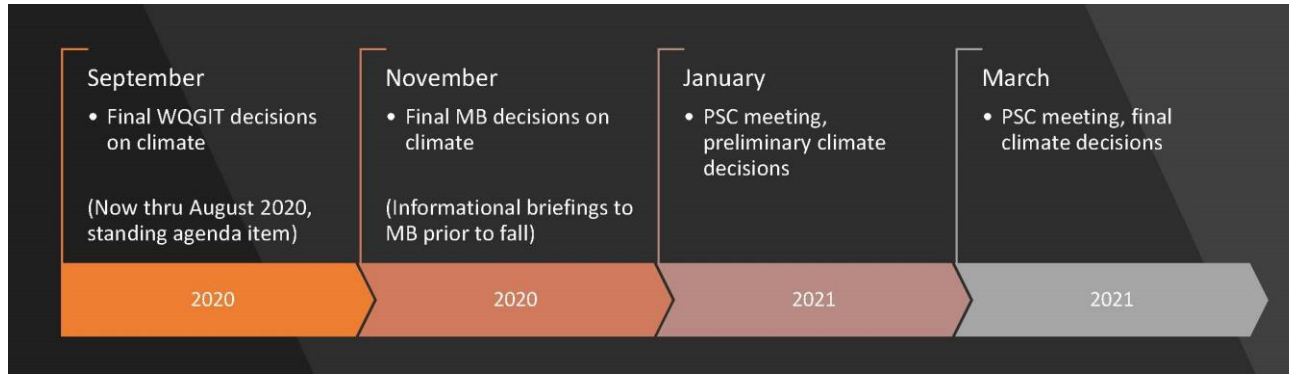 September
• Final WQGIT decisions
on climate
(Now thru August 2020,
standing agenda item)
2020
November
• Final MB decisions on
climate
(Informational briefings to
MB prior to fall)
2020
January
• PSC meeting,
preliminary climate
decisions
2021
March
• PSC meeting, final
climate decisions
2021